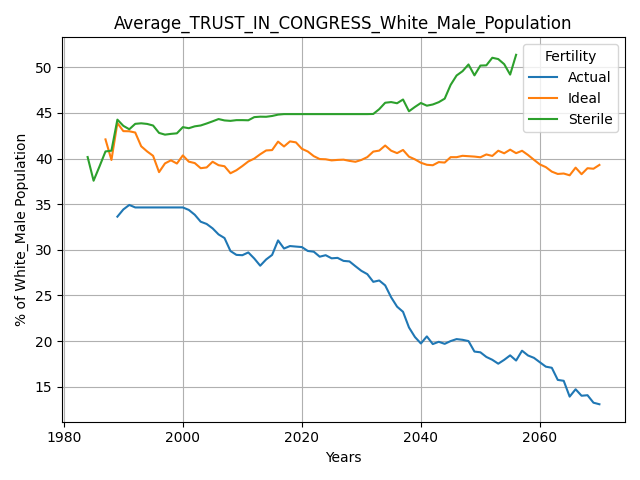 Average_TRUST_IN_CONGRESS_White_Male_Population
% of White_Male Population
50
45
40
35
30
25
20
15
Fertility
Actual
Ideal
Sterile
1980
2000
2020
2040
2060
Years